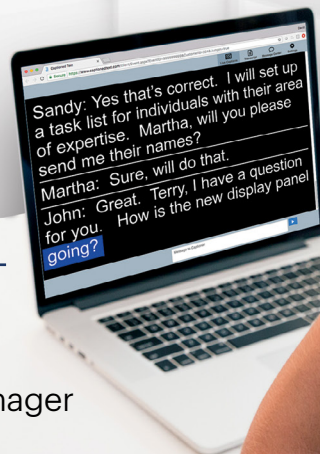 Sandy: Yes that's correct. I will set up
a task list for individuals with their area
of expertise. Martha, will you please
send me their names?
Martha: Sure, will do that.
John: Great. Terry, I have a question
for you. How is the new display panel
going?
nager